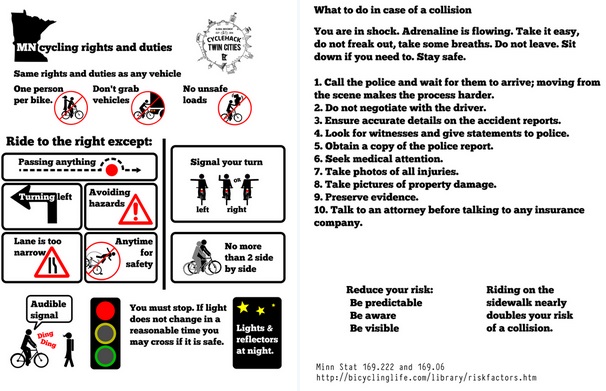 MN cycling rights and duties
CYCLEHACK
TWIN CITIES
Same rights and duties as any vehicle
One person
per bike.
Don't grab
vehicles
No unsafe
loads
Ride to the right except:
Passing anything
Turning left
Avoiding
hazards
Lane is too
narrow
Anytime
for
safety
Signal your turn
or
left
right
No more
than 2 side
by side
Audible
signal
Ding
Ding
You must stop. If light
does not change in a
reasonable time you
may cross if it is safe.
Lights &
reflectors
at night.
What to do in case of a collision
You are in shock. Adrenaline is flowing. Take it easy,
do not freak out, take some breaths. Do not leave. Sit
down if you need to. Stay safe.
1. Call the police and wait for them to arrive; moving from
the scene makes the process harder.
2. Do not negotiate with the driver.
3. Ensure accurate details on the accident reports.
4. Look for witnesses and give statements to police.
5. Obtain a copy of the police report.
6. Seek medical attention.
7. Take photos of all injuries.
8. Take pictures of property damage.
9. Preserve evidence.
10. Talk to an attorney before talking to any insurance
company.
Reduce your risk:
Be predictable
Be aware
Be visible
Riding on the
sidewalk nearly
doubles your risk
of a collision.
Minn Stat 169.222 and 169.06
http://bicyclinglife.com/library/riskfactors.htm